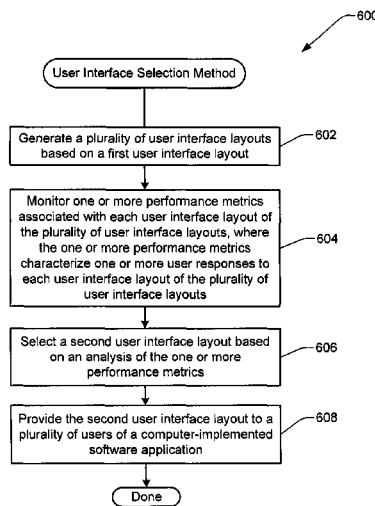 600
User Interface Selection Method
Generate a plurality of user interface layouts
based on a first user interface layout
602
Monitor one or more performance metrics
associated with each user interface layout of
the plurality of user interface layouts, where
the one or more performance metrics
characterize one or more user responses to
each user interface layout of the plurality of
user interface layouts
604
Select a second user interface layout based
on an analysis of the one or more
performance metrics
606
Provide the second user interface layout to a
plurality of users of a computer-implemented
software application
608
Done